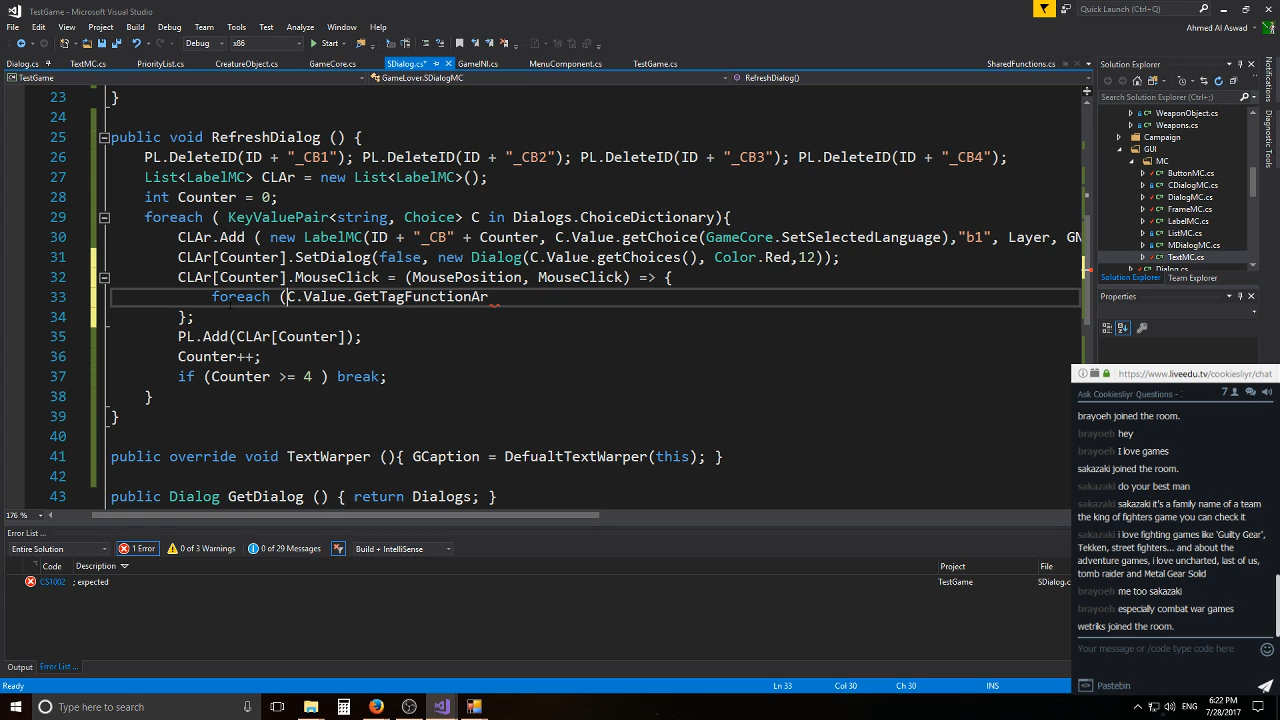 TestGame - Microsoft Visual Studio
Quick Launch (Ctrl+Q)
File Edit View Project Build Debug Team Tools Architecture Test Analyze Window Help
Ahmed Al Aswad
Debug x86 Start
SDialog.cs TextMC.cs PriorityList.cs CreatureObject.cs GameCore.cs SDialog.cs* GameINI.cs MenuComponent.cs TestGame.cs SharedFunctions.cs
TestGame GameLover.SDialogMC RefreshDialog()
23 }
24
25 public void RefreshDialog () {
26 PL.DeleteID(ID + "_CB1"); PL.DeleteID(ID + "_CB2"); PL.DeleteID(ID + "_CB3"); PL.DeleteID(ID + "_CB4");
27 List<LabelMC> CLAr = new List<LabelMC>();
28 int Counter = 0;
29 foreach ( KeyValuePair<string, Choice> C in Dialogs.ChoiceDictionary){
30 CLAr.Add ( new LabelMC(ID + "_CB" + Counter, C.Value.getChoice(GameCore.SetSelectedLanguage),"b1", Layer, GN
31 CLAr[Counter].SetDialog(false, new Dialog(C.Value.getChoices(), Color.Red,12));
32 CLAr[Counter].MouseClick = (MousePosition, MouseClick) => {
33 foreach (C.Value.GetTagFunctionAr
34 };
35 PL.Add(CLAr[Counter]);
36 Counter++;
37 if (Counter >= 4 ) break;
38 }
39 }
40
41 public override void TextWarper (){ GCaption = DefualtTextWarper(this); }
42
43 public Dialog GetDialog () { return Dialogs; }
176 %
Error List ...
Entire Solution 1 Error 0 of 3 Warnings 0 of 29 Messages Build + IntelliSense
Code Description Project File
CS1002 ; expected TestGame SDialog.cs
Output Error List ...
Ready Ln 33 Col 30 Ch 30 INS
Solution Explorer
Search Solution Explorer (Ctrl+;)
WeaponObject.cs
Weapons.cs
Campaign
GUI
MC
ButtonMC.cs
CDialogMC.cs
DialogMC.cs
FrameMC.cs
LabelMC.cs
ListMC.cs
MDialogMC.cs
TextMC.cs
Dialog.cs
Solution Explorer Team Explorer
Properties
Notifications
Diagnostic Tools
https://www.liveedu.tv/cookiesliyr/chat
Ask Cookiesliyr Questions - 7
brayoeh joined the room.
brayoeh hey
brayoeh I love games
sakazaki joined the room.
sakazaki do your best man
sakazaki sakazaki it's a family name of a team
the king of fighters game you can check it
sakazaki i love fighting games like 'Guilty Gear',
Tekken, street fighters... and about the
adventure games, i love uncharted, last of us,
tomb raider and Metal Gear Solid
brayoeh me too sakazaki
brayoeh especially combat war games
wetriks joined the room.
Your message or /code type code here
Pastebin
Type here to search
6:22 PM
7/28/2017